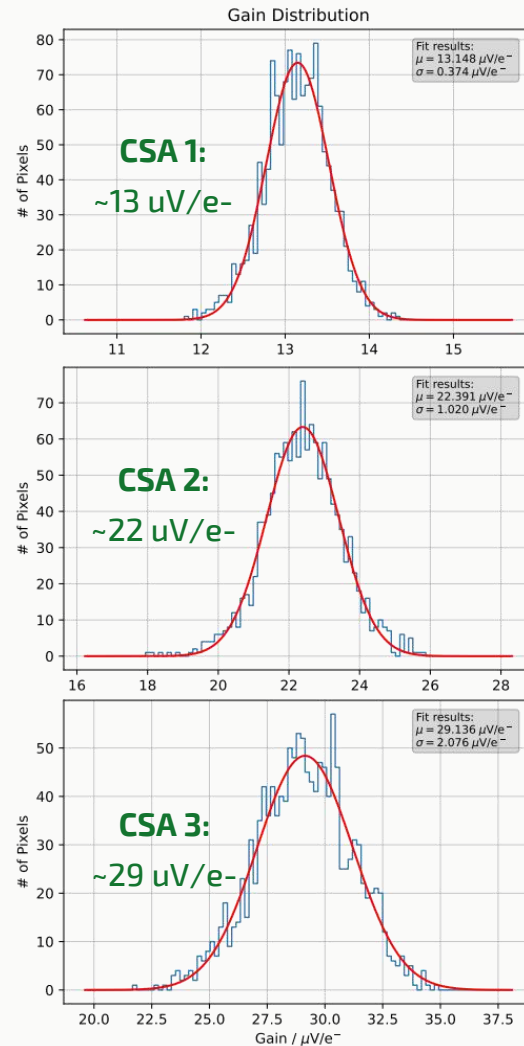 Gain Distribution
Fit results:
μ = 13.148 μV/e⁻
σ = 0.374 μV/e⁻
CSA 1:
~13 uV/e-
# of Pixels
80
70
60
50
40
30
20
10
0
11 12 13 14 15
Fit results:
μ = 22.391 μV/e⁻
σ = 1.020 μV/e⁻
CSA 2:
~22 uV/e-
# of Pixels
70
60
50
40
30
20
10
0
16 18 20 22 24 26 28
Fit results:
μ = 29.136 μV/e⁻
σ = 2.076 μV/e⁻
CSA 3:
~29 uV/e-
# of Pixels
50
40
30
20
10
0
20.0 22.5 25.0 27.5 30.0 32.5 35.0 37.5
Gain / μV/e⁻